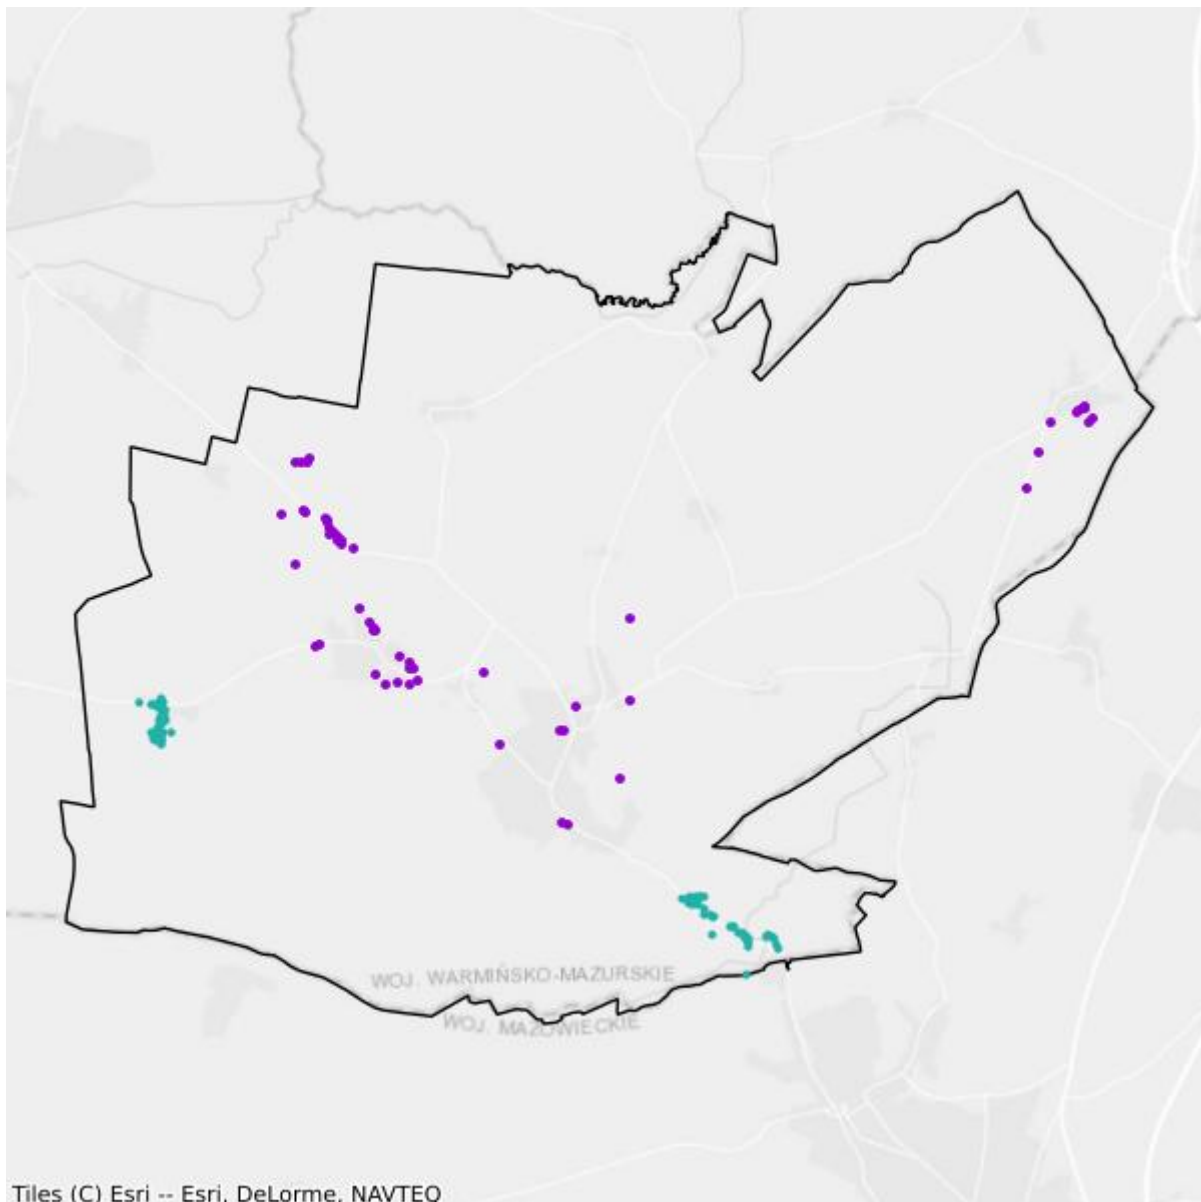 WOJ. WARMIŃSKO-MAZURSKIE
WOJ. MAZOWIECKIE
Tiles (C) Esri -- Esri, DeLorme, NAVTEQ